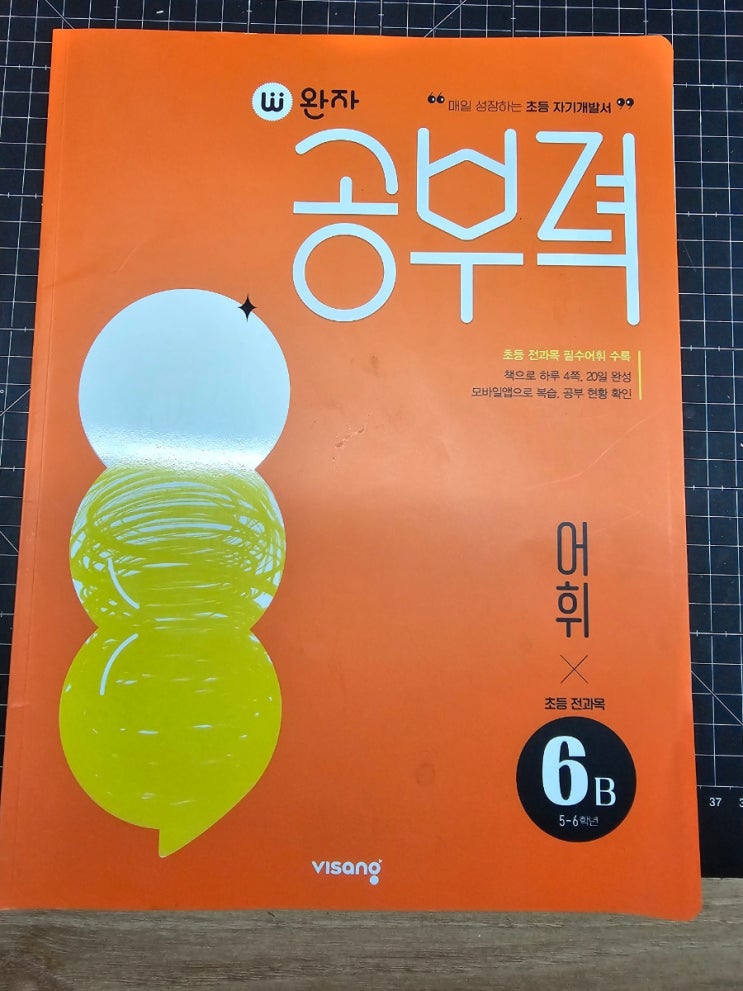 W 완자
❝ 매일 성장하는 초등 자기개발서 ❞
공부력
초등 전과목 필수어휘 수록
책으로 하루 4쪽, 20일 완성
모바일앱으로 복습, 공부 현황 확인
어휘
×
초등 전과목
6B
5-6학년
visang
37